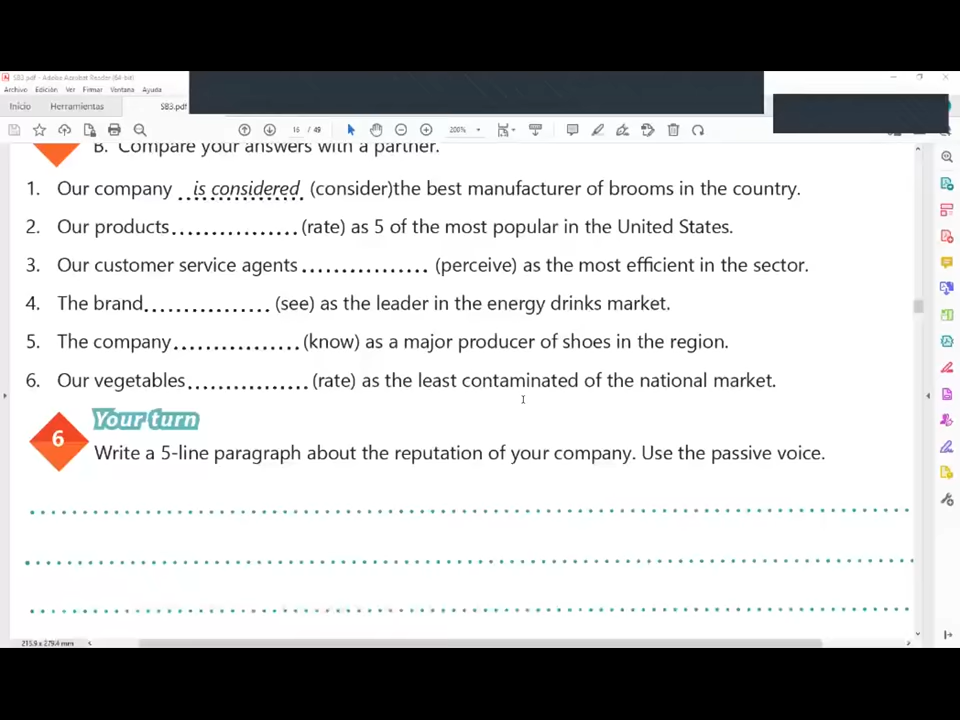 SB3.pdf - Adobe Acrobat Reader (64-bit)
Archivo Edición Ver Firmar Ventana Ayuda
Inicio Herramientas SB3.pdf
16 / 49 200%
B. Compare your answers with a partner.
1. Our company is considered (consider)the best manufacturer of brooms in the country.
2. Our products................(rate) as 5 of the most popular in the United States.
3. Our customer service agents ................ (perceive) as the most efficient in the sector.
4. The brand................ (see) as the leader in the energy drinks market.
5. The company................(know) as a major producer of shoes in the region.
6. Our vegetables................ (rate) as the least contaminated of the national market.
Your turn
6 Write a 5-line paragraph about the reputation of your company. Use the passive voice.
215.9 x 279.4 mm